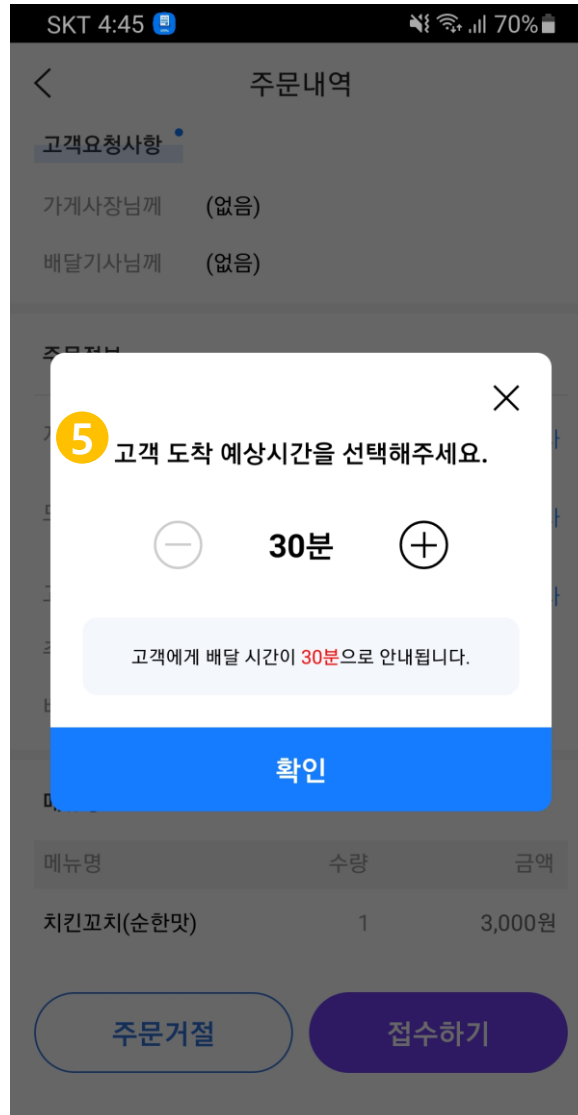 SKT 4:45 70%
주문내역
고객요청사항
가게사장님께 (없음)
배달기사님께 (없음)
5 고객 도착 예상시간을 선택해주세요.
30분
고객에게 배달 시간이 30분으로 안내됩니다.
확인
메뉴명 수량 금액
치킨꼬치(순한맛) 1 3,000원
주문거절 접수하기